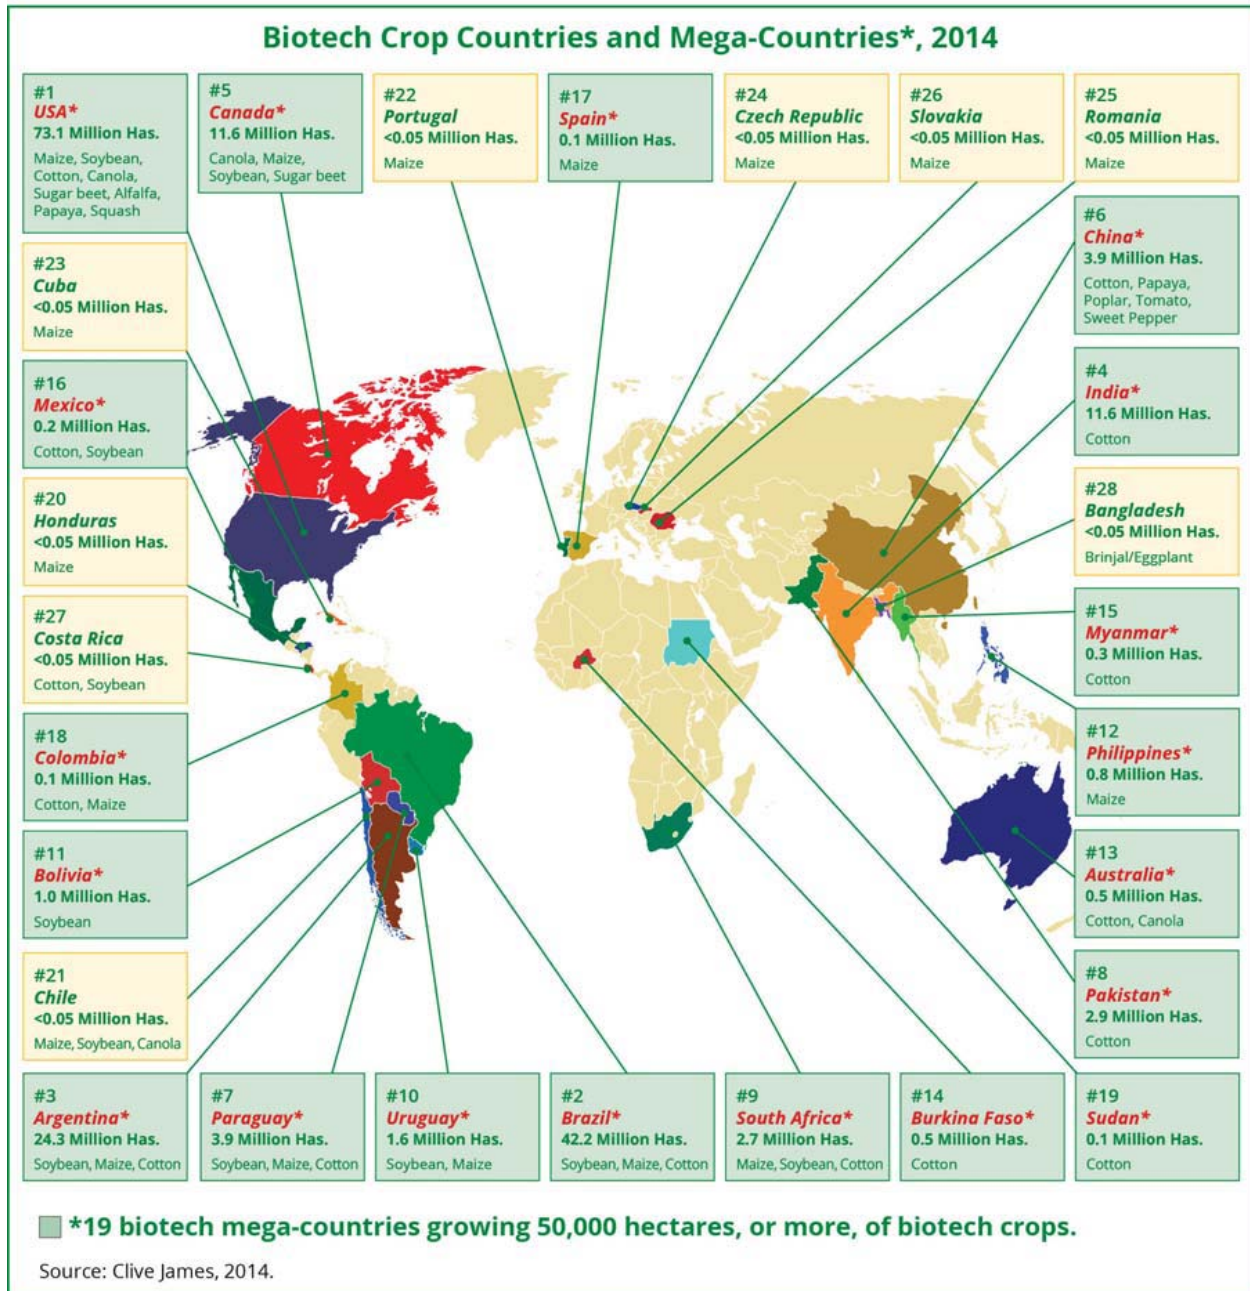 Biotech Crop Countries and Mega-Countries*, 2014
#1
USA*
73.1 Million Has.
Maize, Soybean,
Cotton, Canola,
Sugar beet, Alfalfa,
Papaya, Squash
#5
Canada*
11.6 Million Has.
Canola, Maize,
Soybean, Sugar beet
#22
Portugal
<0.05 Million Has.
Maize
#17
Spain*
0.1 Million Has.
Maize
#24
Czech Republic
<0.05 Million Has.
Maize
#26
Slovakia
<0.05 Million Has.
Maize
#25
Romania
<0.05 Million Has.
Maize
#23
Cuba
<0.05 Million Has.
Maize
#16
Mexico*
0.2 Million Has.
Cotton, Soybean
#20
Honduras
<0.05 Million Has.
Maize
#27
Costa Rica
<0.05 Million Has.
Cotton, Soybean
#18
Colombia*
0.1 Million Has.
Cotton, Maize
#11
Bolivia*
1.0 Million Has.
Soybean
#21
Chile
<0.05 Million Has.
Maize, Soybean, Canola
#6
China*
3.9 Million Has.
Cotton, Papaya,
Poplar, Tomato,
Sweet Pepper
#4
India*
11.6 Million Has.
Cotton
#28
Bangladesh
<0.05 Million Has.
Brinjal/Eggplant
#15
Myanmar*
0.3 Million Has.
Cotton
#12
Philippines*
0.8 Million Has.
Maize
#13
Australia*
0.5 Million Has.
Cotton, Canola
#8
Pakistan*
2.9 Million Has.
Cotton
#3
Argentina*
24.3 Million Has.
Soybean, Maize, Cotton
#7
Paraguay*
3.9 Million Has.
Soybean, Maize, Cotton
#10
Uruguay*
1.6 Million Has.
Soybean, Maize
#2
Brazil*
42.2 Million Has.
Soybean, Maize, Cotton
#9
South Africa*
2.7 Million Has.
Maize, Soybean, Cotton
#14
Burkina Faso*
0.5 Million Has.
Cotton
#19
Sudan*
0.1 Million Has.
Cotton
*19 biotech mega-countries growing 50,000 hectares, or more, of biotech crops.
Source: Clive James, 2014.